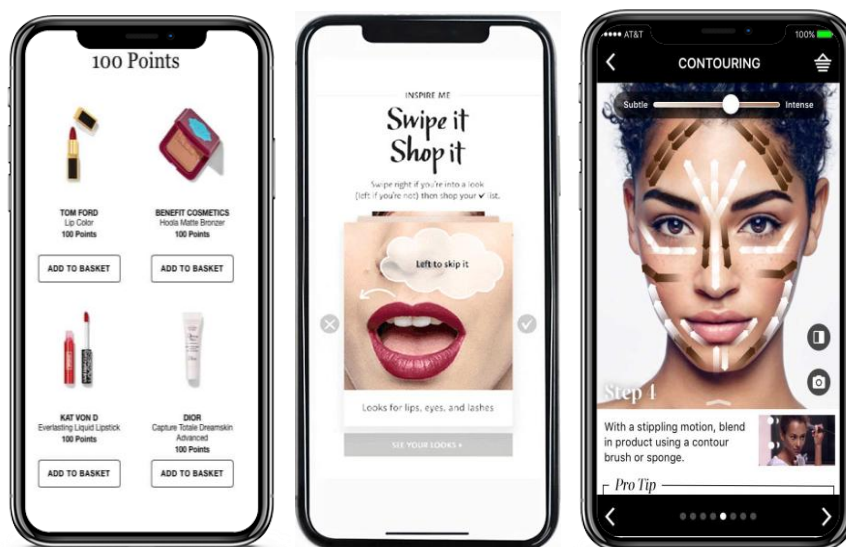 100 Points
TOM FORD
Lip Color
100 Points
BENEFIT COSMETICS
Hoola Matte Bronzer
100 Points
ADD TO BASKET
ADD TO BASKET
KAT VON D
Everlasting Liquid Lipstick
100 Points
DIOR
Capture Totale Dreamskin
Advanced
100 Points
ADD TO BASKET
ADD TO BASKET
INSPIRE ME
Swipe it
Shop it
Swipe right if you're into a look
(left if you're not) then shop your ✔ list.
Left to skip it
Looks for lips, eyes, and lashes
SEE YOUR LOOKS
AT&T
100%
CONTOURING
Subtle
Intense
Step 4
With a stippling motion, blend
in product using a contour
brush or sponge.
Pro Tip